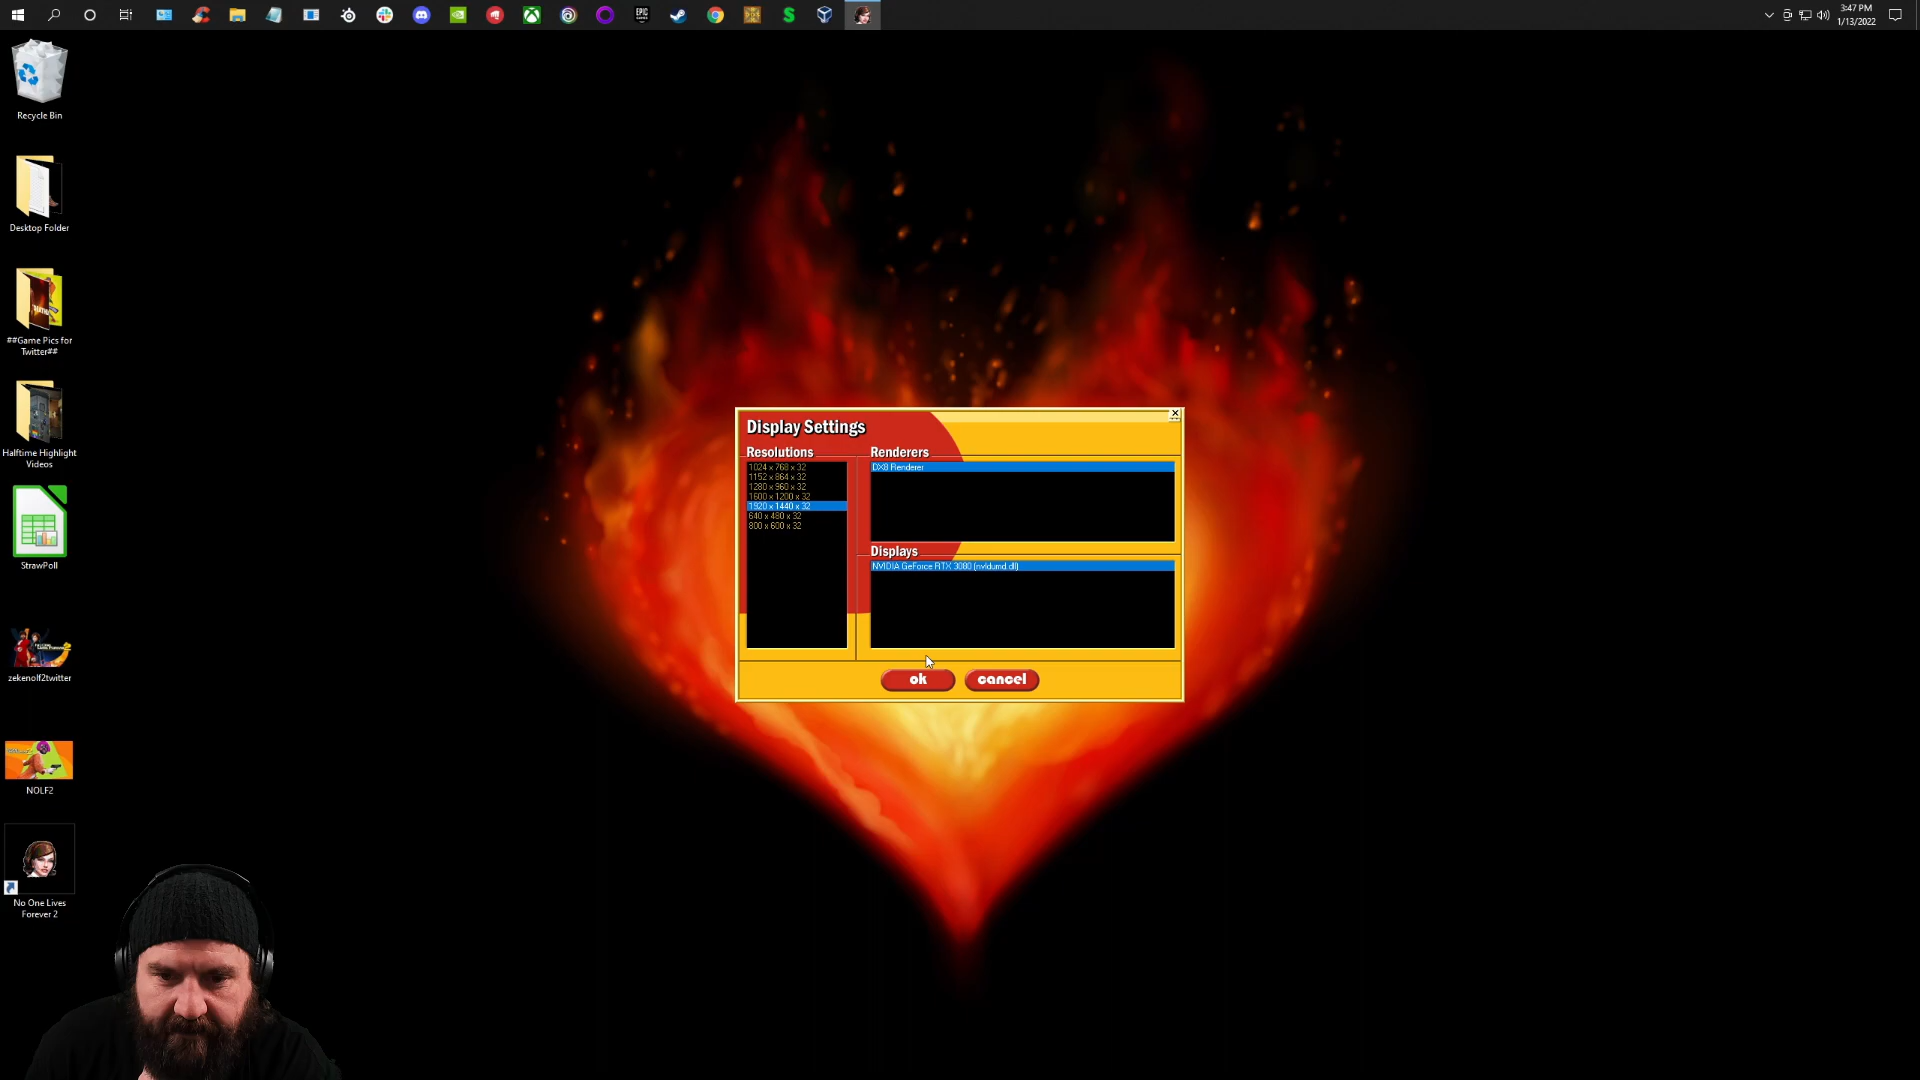 3:47 PM
1/13/2022
Recycle Bin
Desktop Folder
##Game Pics for
Twitter##
Halftime Highlight
Videos
StrawPoll
zekenolf2twitter
NOLF2
No One Lives
Forever 2
Display Settings
Resolutions
1024 x 768 x 32
1152 x 864 x 32
1280 x 960 x 32
1600 x 1200 x 32
1920 x 1440 x 32
640 x 480 x 32
800 x 600 x 32
Renderers
DX8 Renderer
Displays
NVIDIA GeForce RTX 3080 (nvldumd.dll)
ok
cancel
EPIC
GAMES